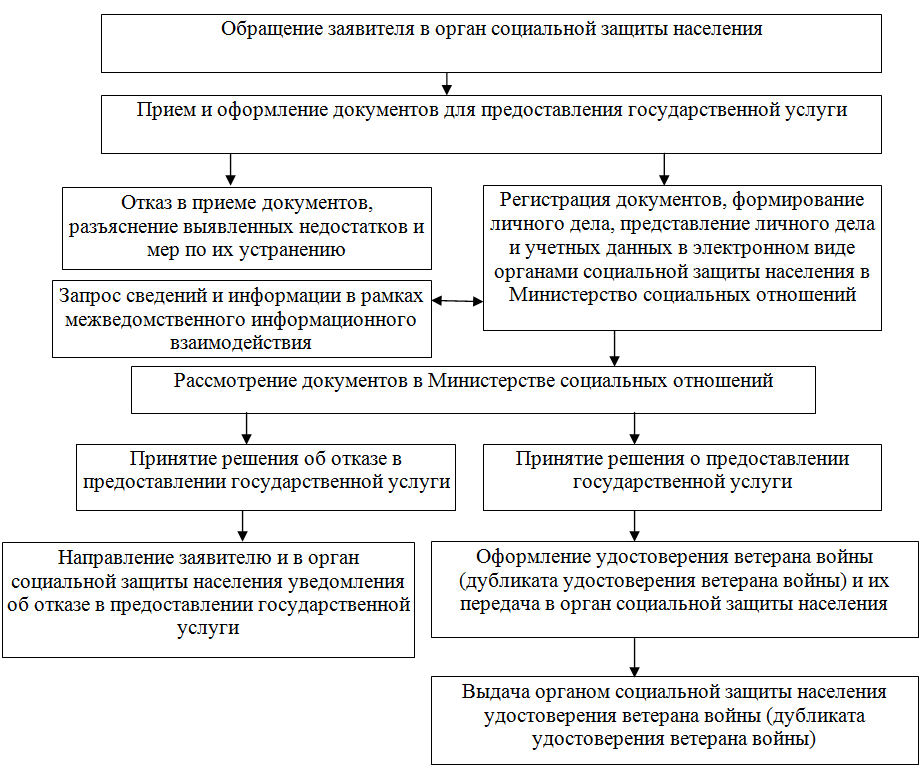 Обращение заявителя в орган социальной защиты населения
Прием и оформление документов для предоставления государственной услуги
Отказ в приеме документов,
разъяснение выявленных недостатков и
мер по их устранению
Регистрация документов, формирование
личного дела, представление личного дела
и учетных данных в электронном виде
органами социальной защиты населения в
Министерство социальных отношений
Запрос сведений и информации в рамках
межведомственного информационного
взаимодействия
Рассмотрение документов в Министерстве социальных отношений
Принятие решения об отказе в
предоставлении государственной услуги
Принятие решения о предоставлении
государственной услуги
Направление заявителю и в орган
социальной защиты населения уведомления
об отказе в предоставлении государственной
услуги
Оформление удостоверения ветерана войны
(дубликата удостоверения ветерана войны) и их
передача в орган социальной защиты населения
Выдача органом социальной защиты населения
удостоверения ветерана войны (дубликата
удостоверения ветерана войны)